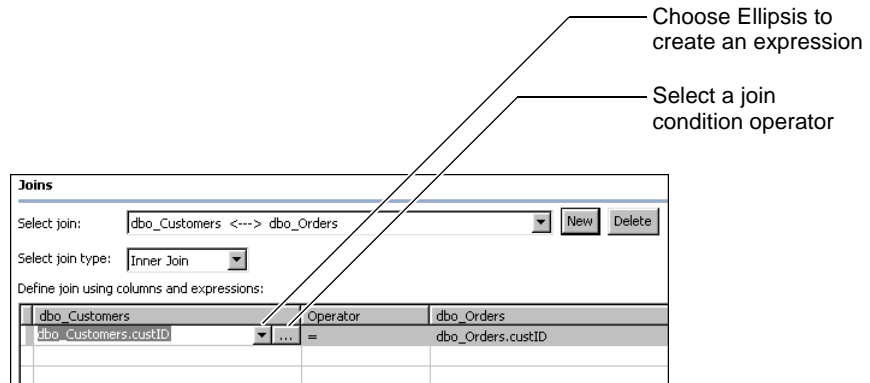 Choose Ellipsis to
create an expression
Select a join
condition operator
Joins
Select join: dbo_Customers <---> dbo_Orders New Delete
Select join type: Inner Join
Define join using columns and expressions:
dbo_Customers Operator dbo_Orders
dbo_Customers.custID ... = dbo_Orders.custID